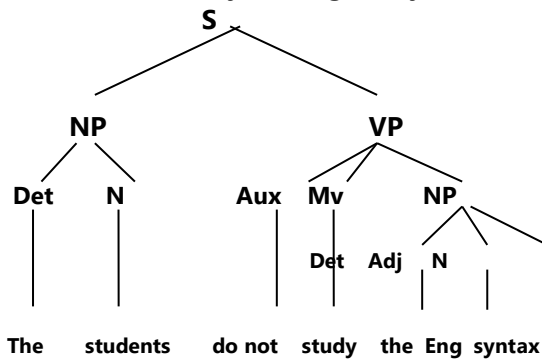 S
NP VP
Det N Aux Mv NP
Det Adj N
The students do not study the Eng syntax